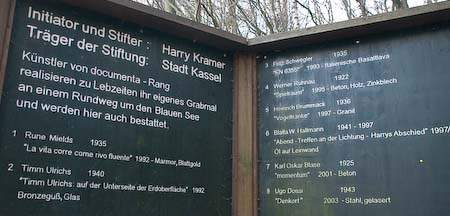 Initiator und Stifter : Harry Kramer
Träger der Stiftung: Stadt Kassel
Künstler von documenta - Rang
realisieren zu Lebzeiten ihr eigenes Grabmal
an einem Rundweg um den Blauen See
und werden hier auch bestattet.
1 Rune Mields 1935
"La vita corre come rivo fluente" 1992 - Marmor, Blattgold
2 Timm Ulrichs 1940
"Timm Ulrichs: auf der Unterseite der Erdoberfläche" 1992
Bronzeguß, Glas
3 Fritz Schwegler 1935
"EN 6355" 1993 - Italienische Basaltlava
4 Werner Ruhnau 1922
"Spielraum" 1995 - Beton, Holz, Zinkblech
5 Heinrich Brummack 1936
"Vogeltränke" 1997 - Granit
6 Blalla W. Hallmann 1941 - 1997
"Abend -Treffen an der Lichtung - Harrys Abschied" 1997/
Öl auf Leinwand
7 Karl Oskar Blase 1925
"momentum" 2001 - Beton
8 Ugo Dossi 1943
"Denkort" 2003 - Stahl, gelasert